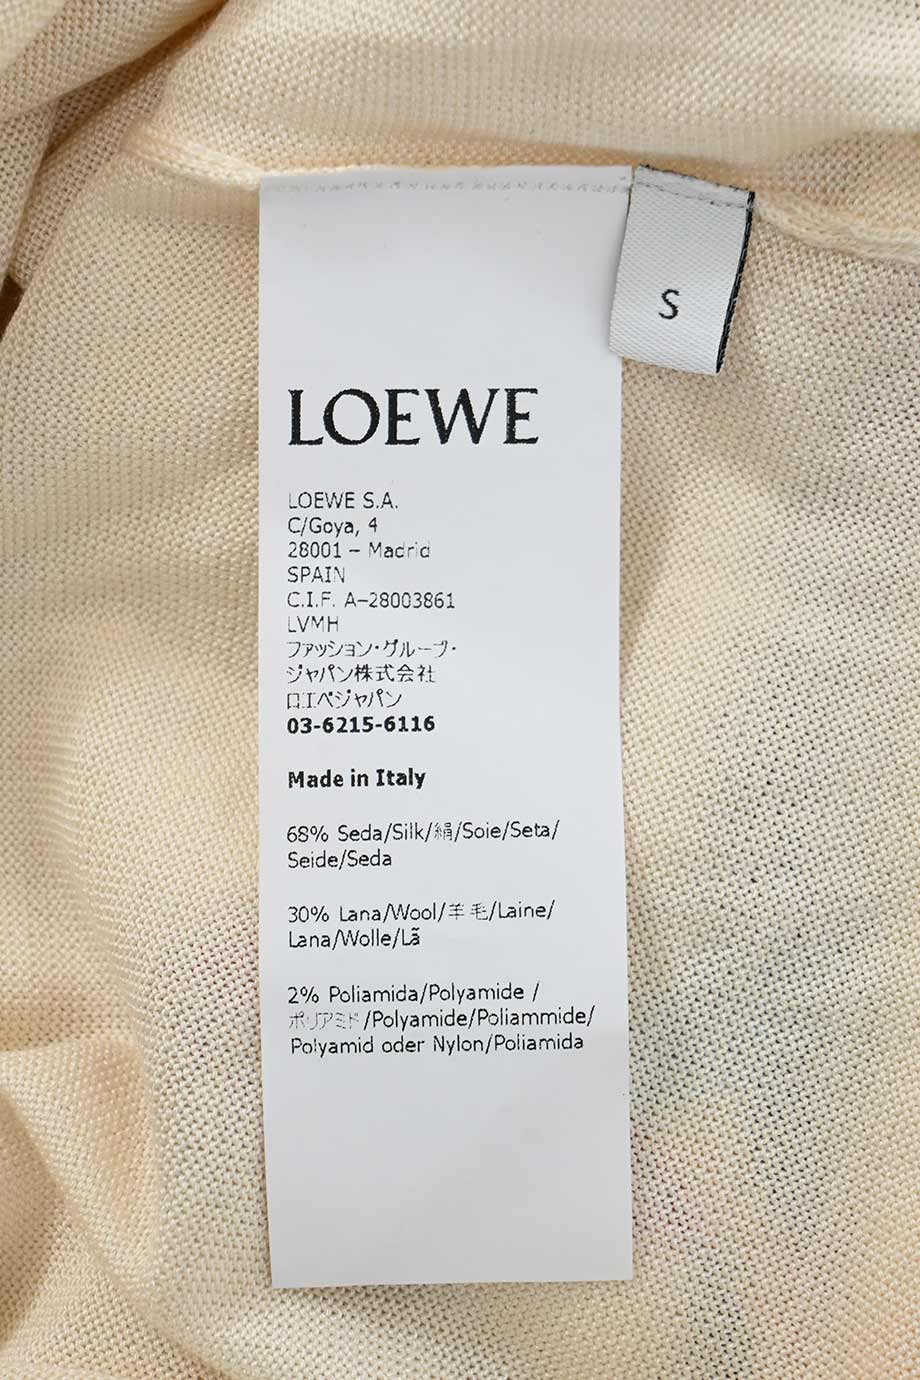 S
LOEWE
LOEWE S.A.
C/Goya, 4
28001 – Madrid
SPAIN
C.I.F. A–28003861
LVMH
ファッション・グループ・
ジャパン株式会社
ロエベジャパン
03-6215-6116
Made in Italy
68% Seda/Silk/絹/Soie/Seta/
Seide/Seda
30% Lana/Wool/羊毛/Laine/
Lana/Wolle/Lã
2% Poliamida/Polyamide /
ポリアミド/Polyamide/Poliammide/
Polyamid oder Nylon/Poliamida